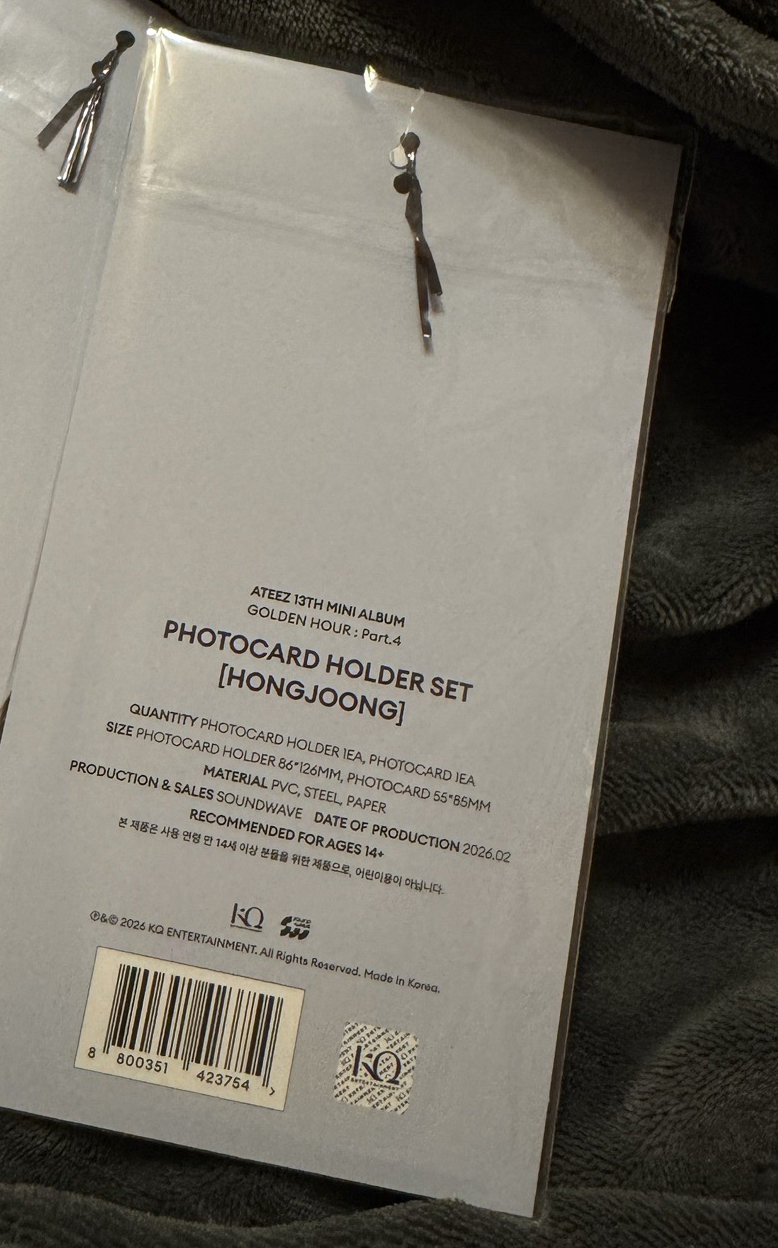 ATEEZ 13TH MINI ALBUM
GOLDEN HOUR : Part.4
PHOTOCARD HOLDER SET
[HONGJOONG]
QUANTITY PHOTOCARD HOLDER 1EA, PHOTOCARD 1EA
SIZE PHOTOCARD HOLDER 86*126MM, PHOTOCARD 55*85MM
MATERIAL PVC, STEEL, PAPER
PRODUCTION & SALES SOUNDWAVE DATE OF PRODUCTION 2026.02
RECOMMENDED FOR AGES 14+
본 제품은 사용 연령 만 14세 이상 분들을 위한 제품으로, 어린이용이 아닙니다.
KQ
℗&© 2026 KQ ENTERTAINMENT. All Rights Reserved. Made in Korea.
8 800351 423754 >
KQ
ENTERTAINMENT